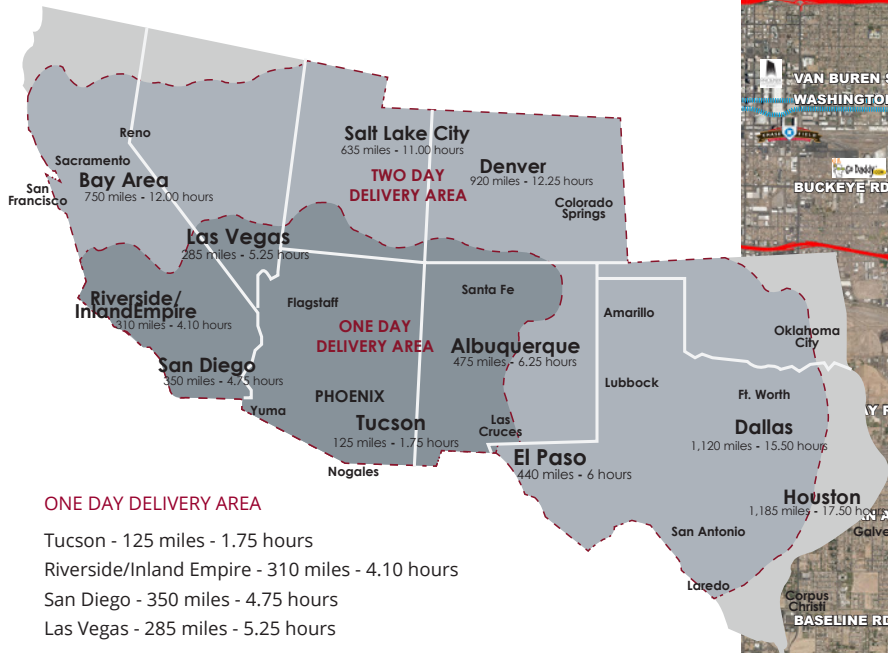 VAN BUREN
WASHINGTON
Go Daddy
BUCKEYE RD
Reno
Sacramento
Bay Area
750 miles - 12.00 hours
San
Francisco
Salt Lake City
635 miles - 11.00 hours
TWO DAY
DELIVERY AREA
Denver
920 miles - 12.25 hours
Colorado
Springs
Las Vegas
285 miles - 5.25 hours
Riverside/
InlandEmpire
310 miles - 4.10 hours
Flagstaff
Santa Fe
ONE DAY
DELIVERY AREA
Albuquerque
475 miles - 6.25 hours
Amarillo
Oklahoma
City
San Diego
350 miles - 4.75 hours
Lubbock
Ft. Worth
PHOENIX
Yuma
Tucson
125 miles - 1.75 hours
Las
Cruces
Dallas
1,120 miles - 15.50 hours
Nogales
El Paso
440 miles - 6 hours
Houston
1,185 miles - 17.50 hours
San Antonio
Galve
Laredo
Corpus
Christi
BASELINE RD
ONE DAY DELIVERY AREA
Tucson - 125 miles - 1.75 hours
Riverside/Inland Empire - 310 miles - 4.10 hours
San Diego - 350 miles - 4.75 hours
Las Vegas - 285 miles - 5.25 hours